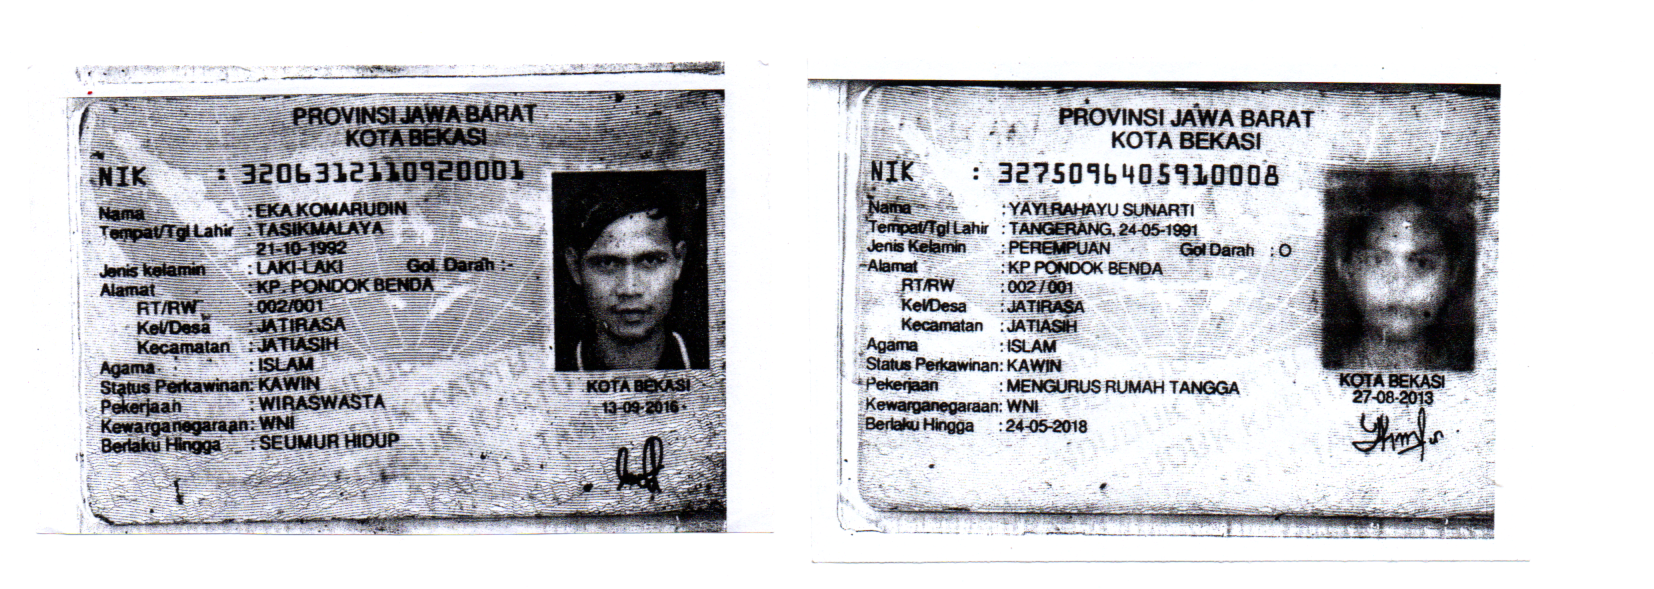 PROVINSI JAWA BARAT
KOTA BEKASI
NIK : 3206312110920001
Nama : EKA KOMARUDIN
Tempat/Tgl Lahir : TASIKMALAYA
21-10-1992
Jenis kelamin : LAKI-LAKI Gol. Darah :-
Alamat : KP. PONDOK BENDA
RT/RW : 002/001
Kel/Desa : JATIRASA
Kecamatan : JATIASIH
Agama : ISLAM
Status Perkawinan: KAWIN
Pekerjaan : WIRASWASTA
Kewarganegaraan: WNI
Berlaku Hingga : SEUMUR HIDUP
KOTA BEKASI
13-09-2016
PROVINSI JAWA BARAT
KOTA BEKASI
NIK : 3275096405910008
Nama : YAYI RAHAYU SUNARTI
Tempat/Tgl Lahir : TANGERANG, 24-05-1991
Jenis Kelamin : PEREMPUAN Gol Darah : O
Alamat : KP PONDOK BENDA
RT/RW : 002 / 001
Kel/Desa : JATIRASA
Kecamatan : JATIASIH
Agama : ISLAM
Status Perkawinan: KAWIN
Pekerjaan : MENGURUS RUMAH TANGGA
Kewarganegaraan: WNI
Berlaku Hingga : 24-05-2018
KOTA BEKASI
27-08-2013